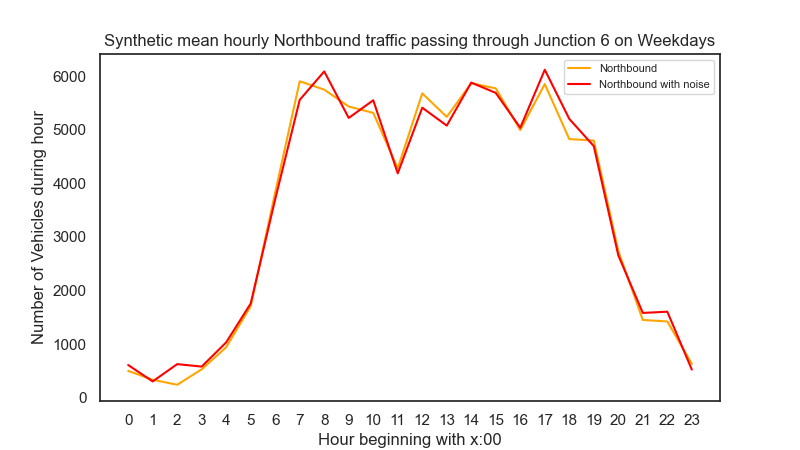 Synthetic mean hourly Northbound traffic passing through Junction 6 on Weekdays
Northbound
Northbound with noise
Number of Vehicles during hour
6000
5000
4000
3000
2000
1000
0
0 1 2 3 4 5 6 7 8 9 10 11 12 13 14 15 16 17 18 19 20 21 22 23
Hour beginning with x:00